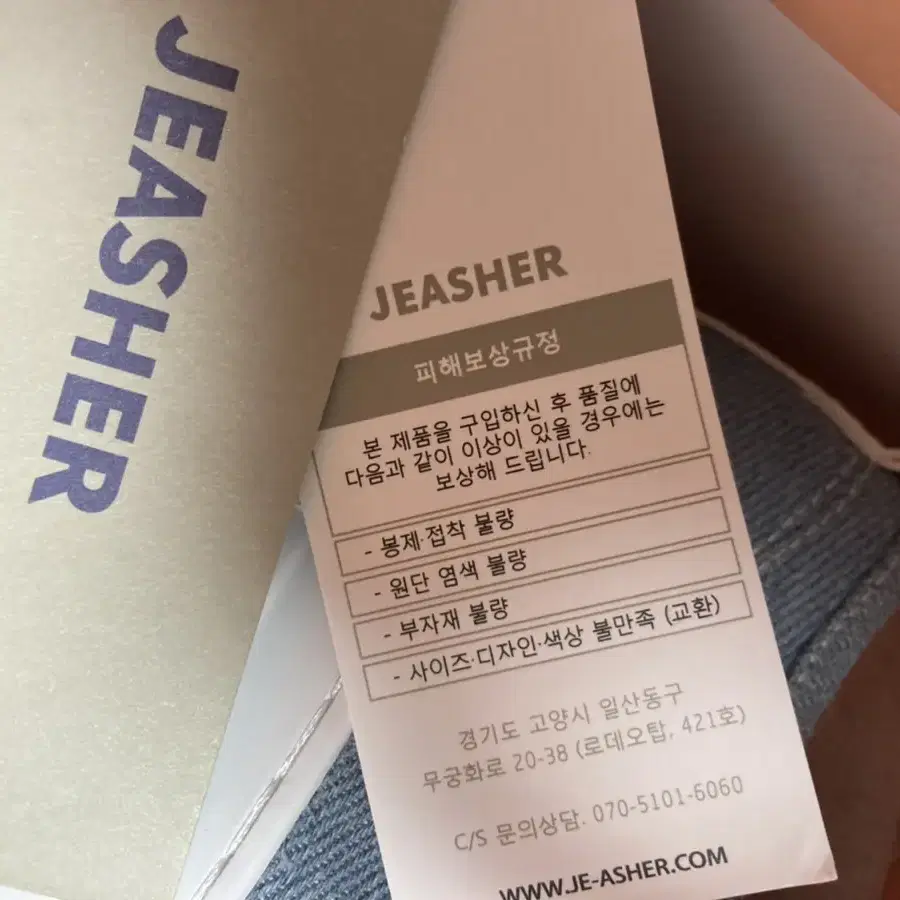 JEASHER
JEASHER
피해보상규정
본 제품을 구입하신 후 품질에
다음과 같이 이상이 있을 경우에는
보상해 드립니다.
- 봉제·접착 불량
- 원단 염색 불량
- 부자재 불량
- 사이즈·디자인·색상 불만족 (교환)
경기도 고양시 일산동구
무궁화로 20-38 (로데오탑, 421호)
C/S 문의상담. 070-5101-6060
WWW.JE-ASHER.COM